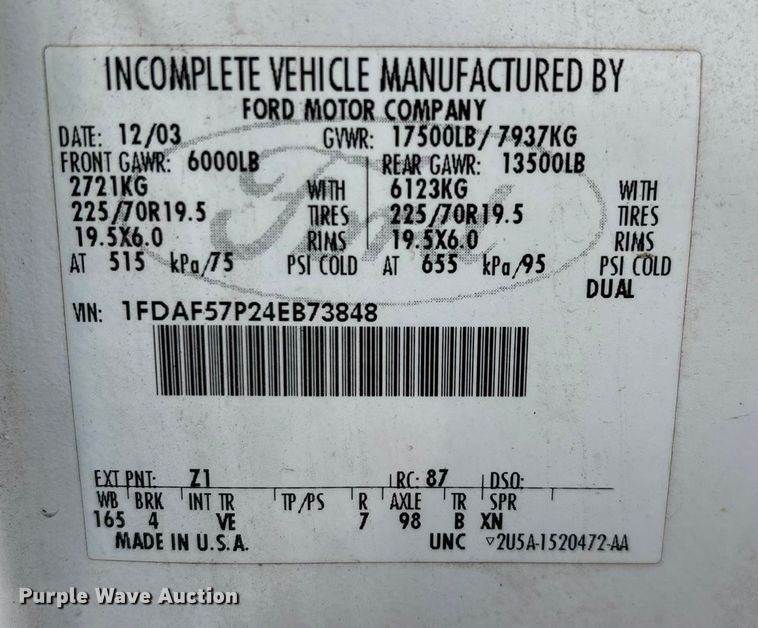 INCOMPLETE VEHICLE MANUFACTURED BY
FORD MOTOR COMPANY
DATE: 12/03 GVWR: 17500LB/ 7937KG
FRONT GAWR: 6000LB REAR GAWR: 13500LB
2721KG WITH 6123KG WITH
225/70R19.5 TIRES 225/70R19.5 TIRES
19.5X6.0 RIMS 19.5X6.0 RIMS
AT 515 kPa/75 PSI COLD AT 655 kPa/95 PSI COLD
DUAL
Ford
VIN: 1FDAF57P24EB73848
EXT PNT: Z1 RC: 87 DSO:
WB BRK INT TR TP/PS R AXLE TR SPR
165 4 VE 7 98 B XN
MADE IN U.S.A. UNC ▽2U5A-1520472-AA
Purple Wave Auction